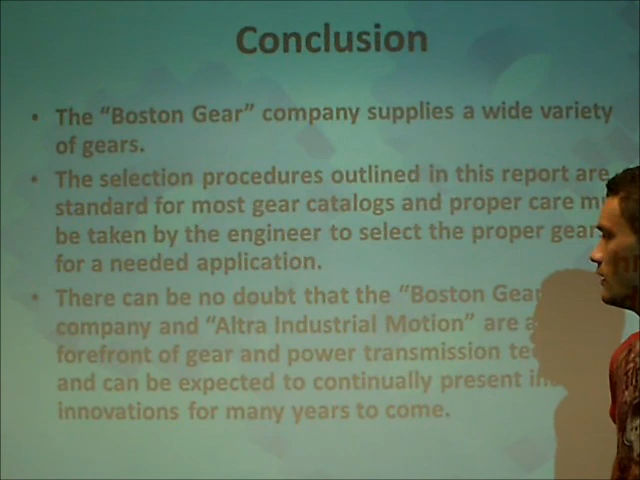 Conclusion
• The “Boston Gear” company supplies a wide variety
of gears.
• The selection procedures outlined in this report are
standard for most gear catalogs and proper care
be taken by the engineer to select the proper gear
for a needed application.
• There can be no doubt that the “Boston Gear
company and “Altra Industrial Motion” are
forefront of gear and power transmission
and can be expected to continually present
innovations for many years to come.